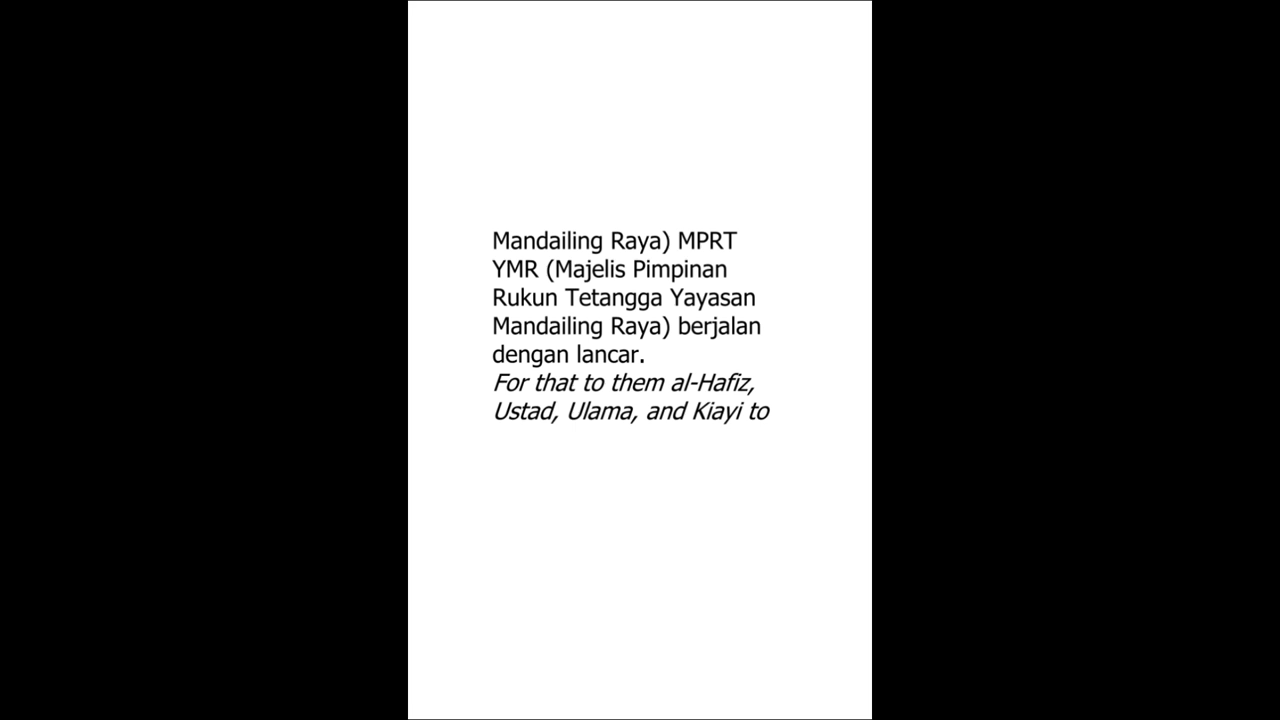 Mandailing Raya) MPRT
YMR (Majelis Pimpinan
Rukun Tetangga Yayasan
Mandailing Raya) berjalan
dengan lancar.
For that to them al-Hafiz,
Ustad, Ulama, and Kiayi to